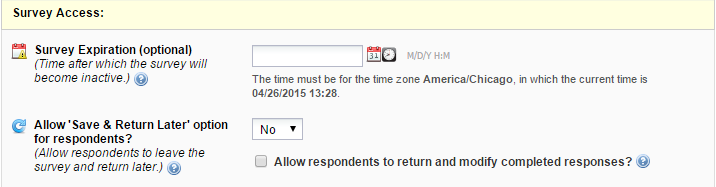 Survey Access:
Survey Expiration (optional)
(Time after which the survey will
become inactive.) ?
31 M/D/Y H:M
The time must be for the time zone America/Chicago, in which the current time is
04/26/2015 13:28.
Allow 'Save & Return Later' option
for respondents?
(Allow respondents to leave the
survey and return later.) ?
No
Allow respondents to return and modify completed responses? ?